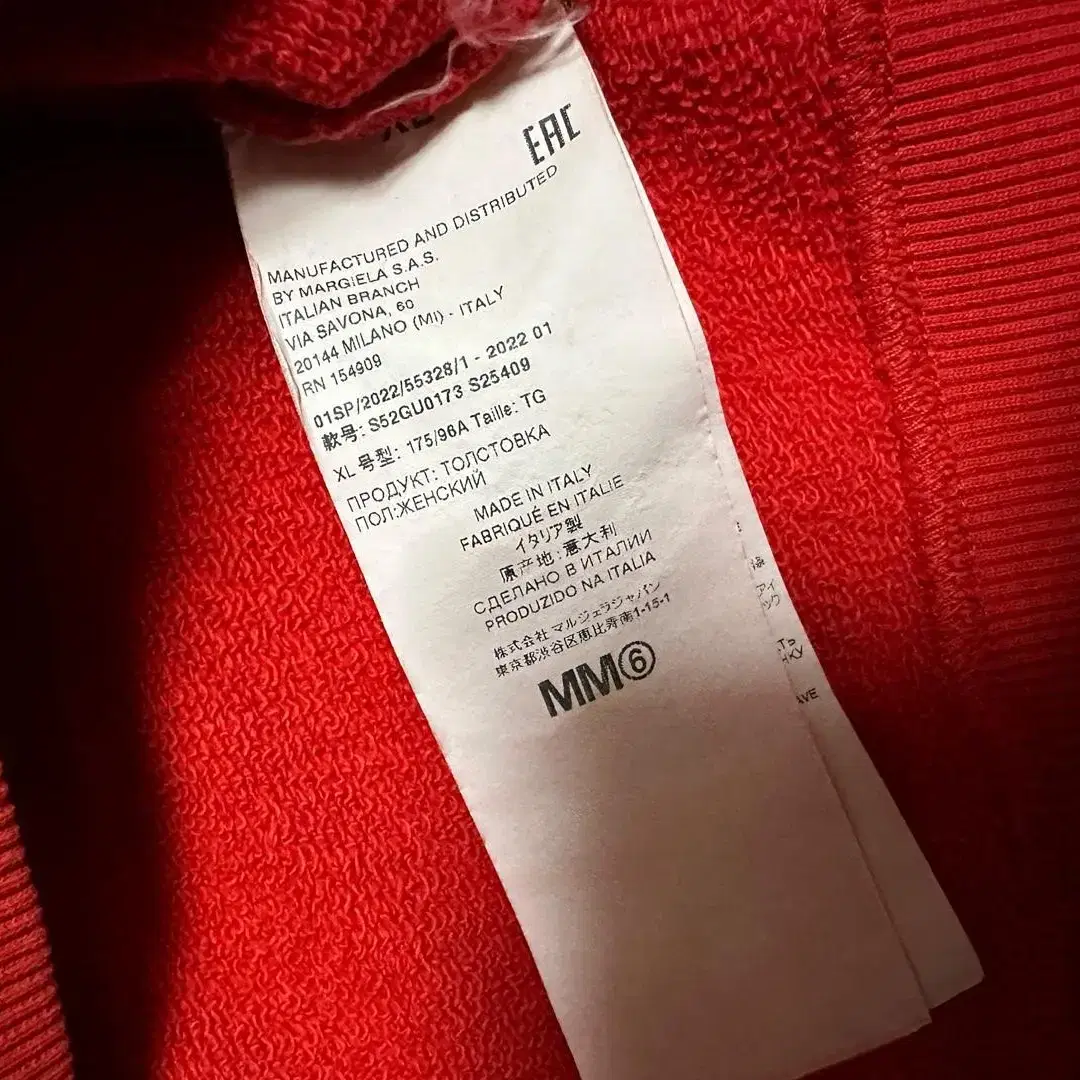 XL
EAC
MANUFACTURED AND DISTRIBUTED
BY MARGIELA S.A.S.
ITALIAN BRANCH
VIA SAVONA, 60
20144 MILANO (MI) - ITALY
RN 154909
01SP/2022/55328/1 - 2022 01
款号: S52GU0173 S25409
XL 号型: 175/96A Taille: TG
ПРОДУКТ: ТОЛСТОВКА
ПОЛ:ЖЕНСКИЙ
MADE IN ITALY
FABRIQUÉ EN ITALIE
イタリア製
原产地: 意大利
СДЕЛАНО В ИТАЛИИ
PRODUZIDO NA ITALIA
株式会社 マルジェラジャパン
東京都渋谷区恵比寿南1-15-1
MM⑥